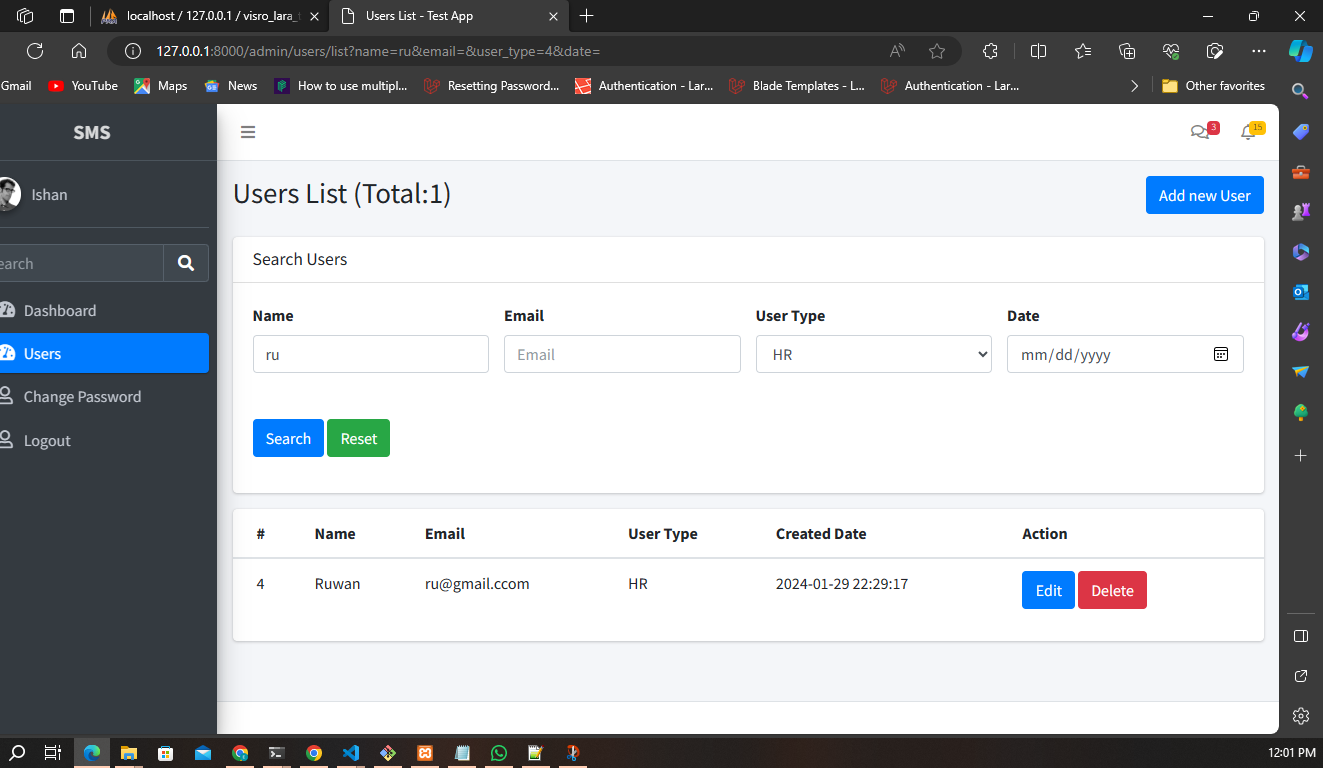 localhost / 127.0.0.1 / visro_lara_
Users List - Test App
127.0.0.1:8000/admin/users/list?name=ru&email=&user_type=4&date=
Gmail
YouTube
Maps
News
How to use multipl...
Resetting Password...
Authentication - Lar...
Blade Templates - L...
Authentication - Lar...
Other favorites
SMS
3
15
Ishan
Users List (Total:1)
Add new User
earch
Search Users
Dashboard
Name
Email
User Type
Date
Users
ru
Email
HR
mm/dd/yyyy
Change Password
Logout
Search
Reset
# Name Email User Type Created Date Action
4 Ruwan ru@gmail.ccom HR 2024-01-29 22:29:17 Edit Delete
12:01 PM